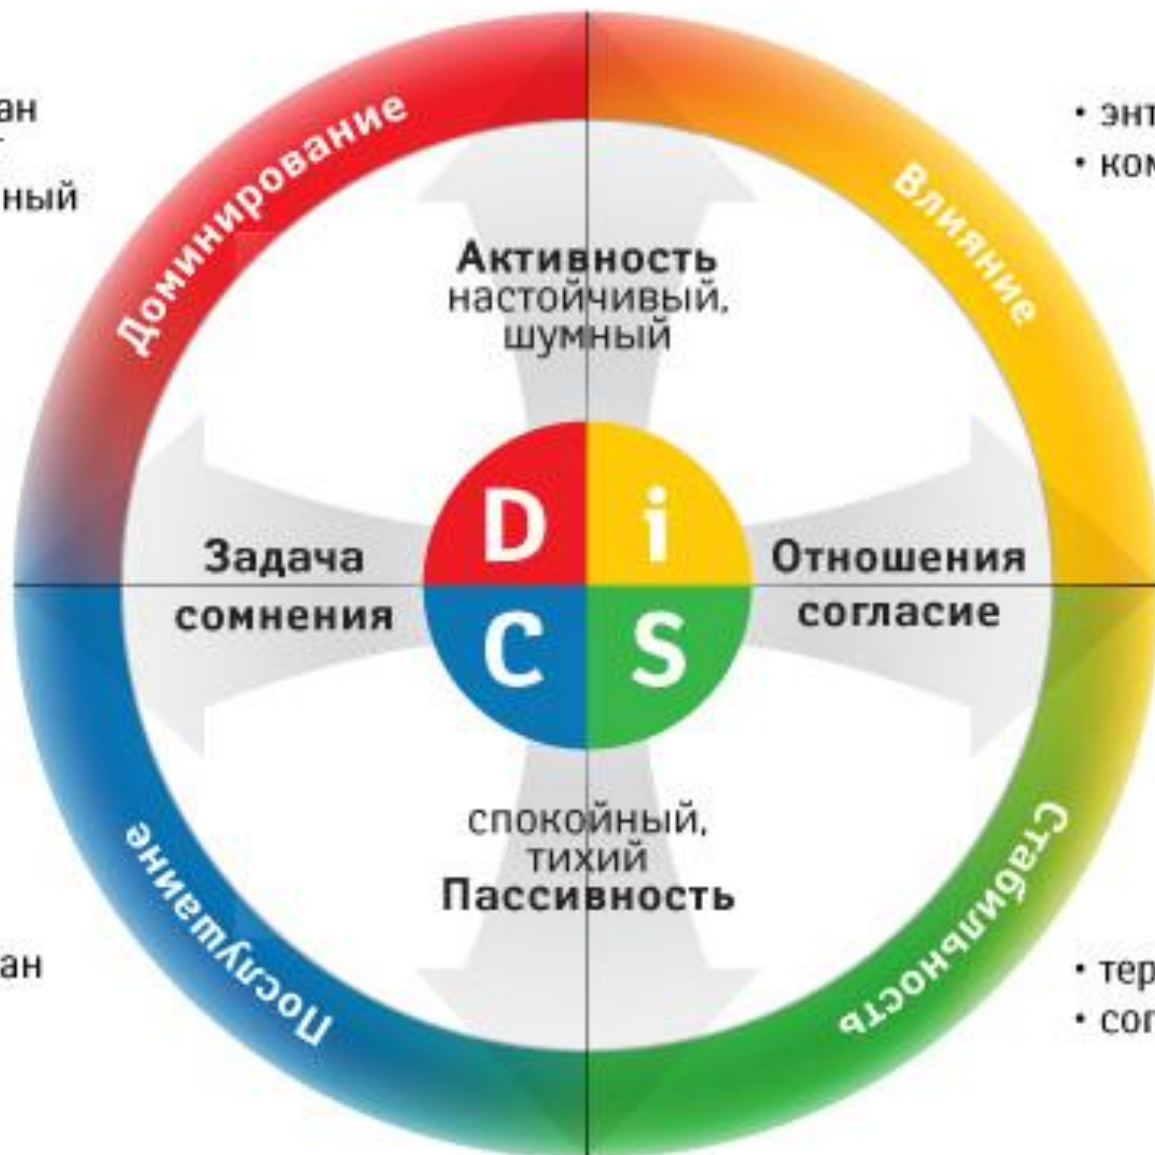 Доминирование
Влияние
Активность
настойчивый,
шумный
D i
Задача
сомнения
Отношения
согласие
C S
спокойный,
тихий
Пассивность
Послушание
Стабильность